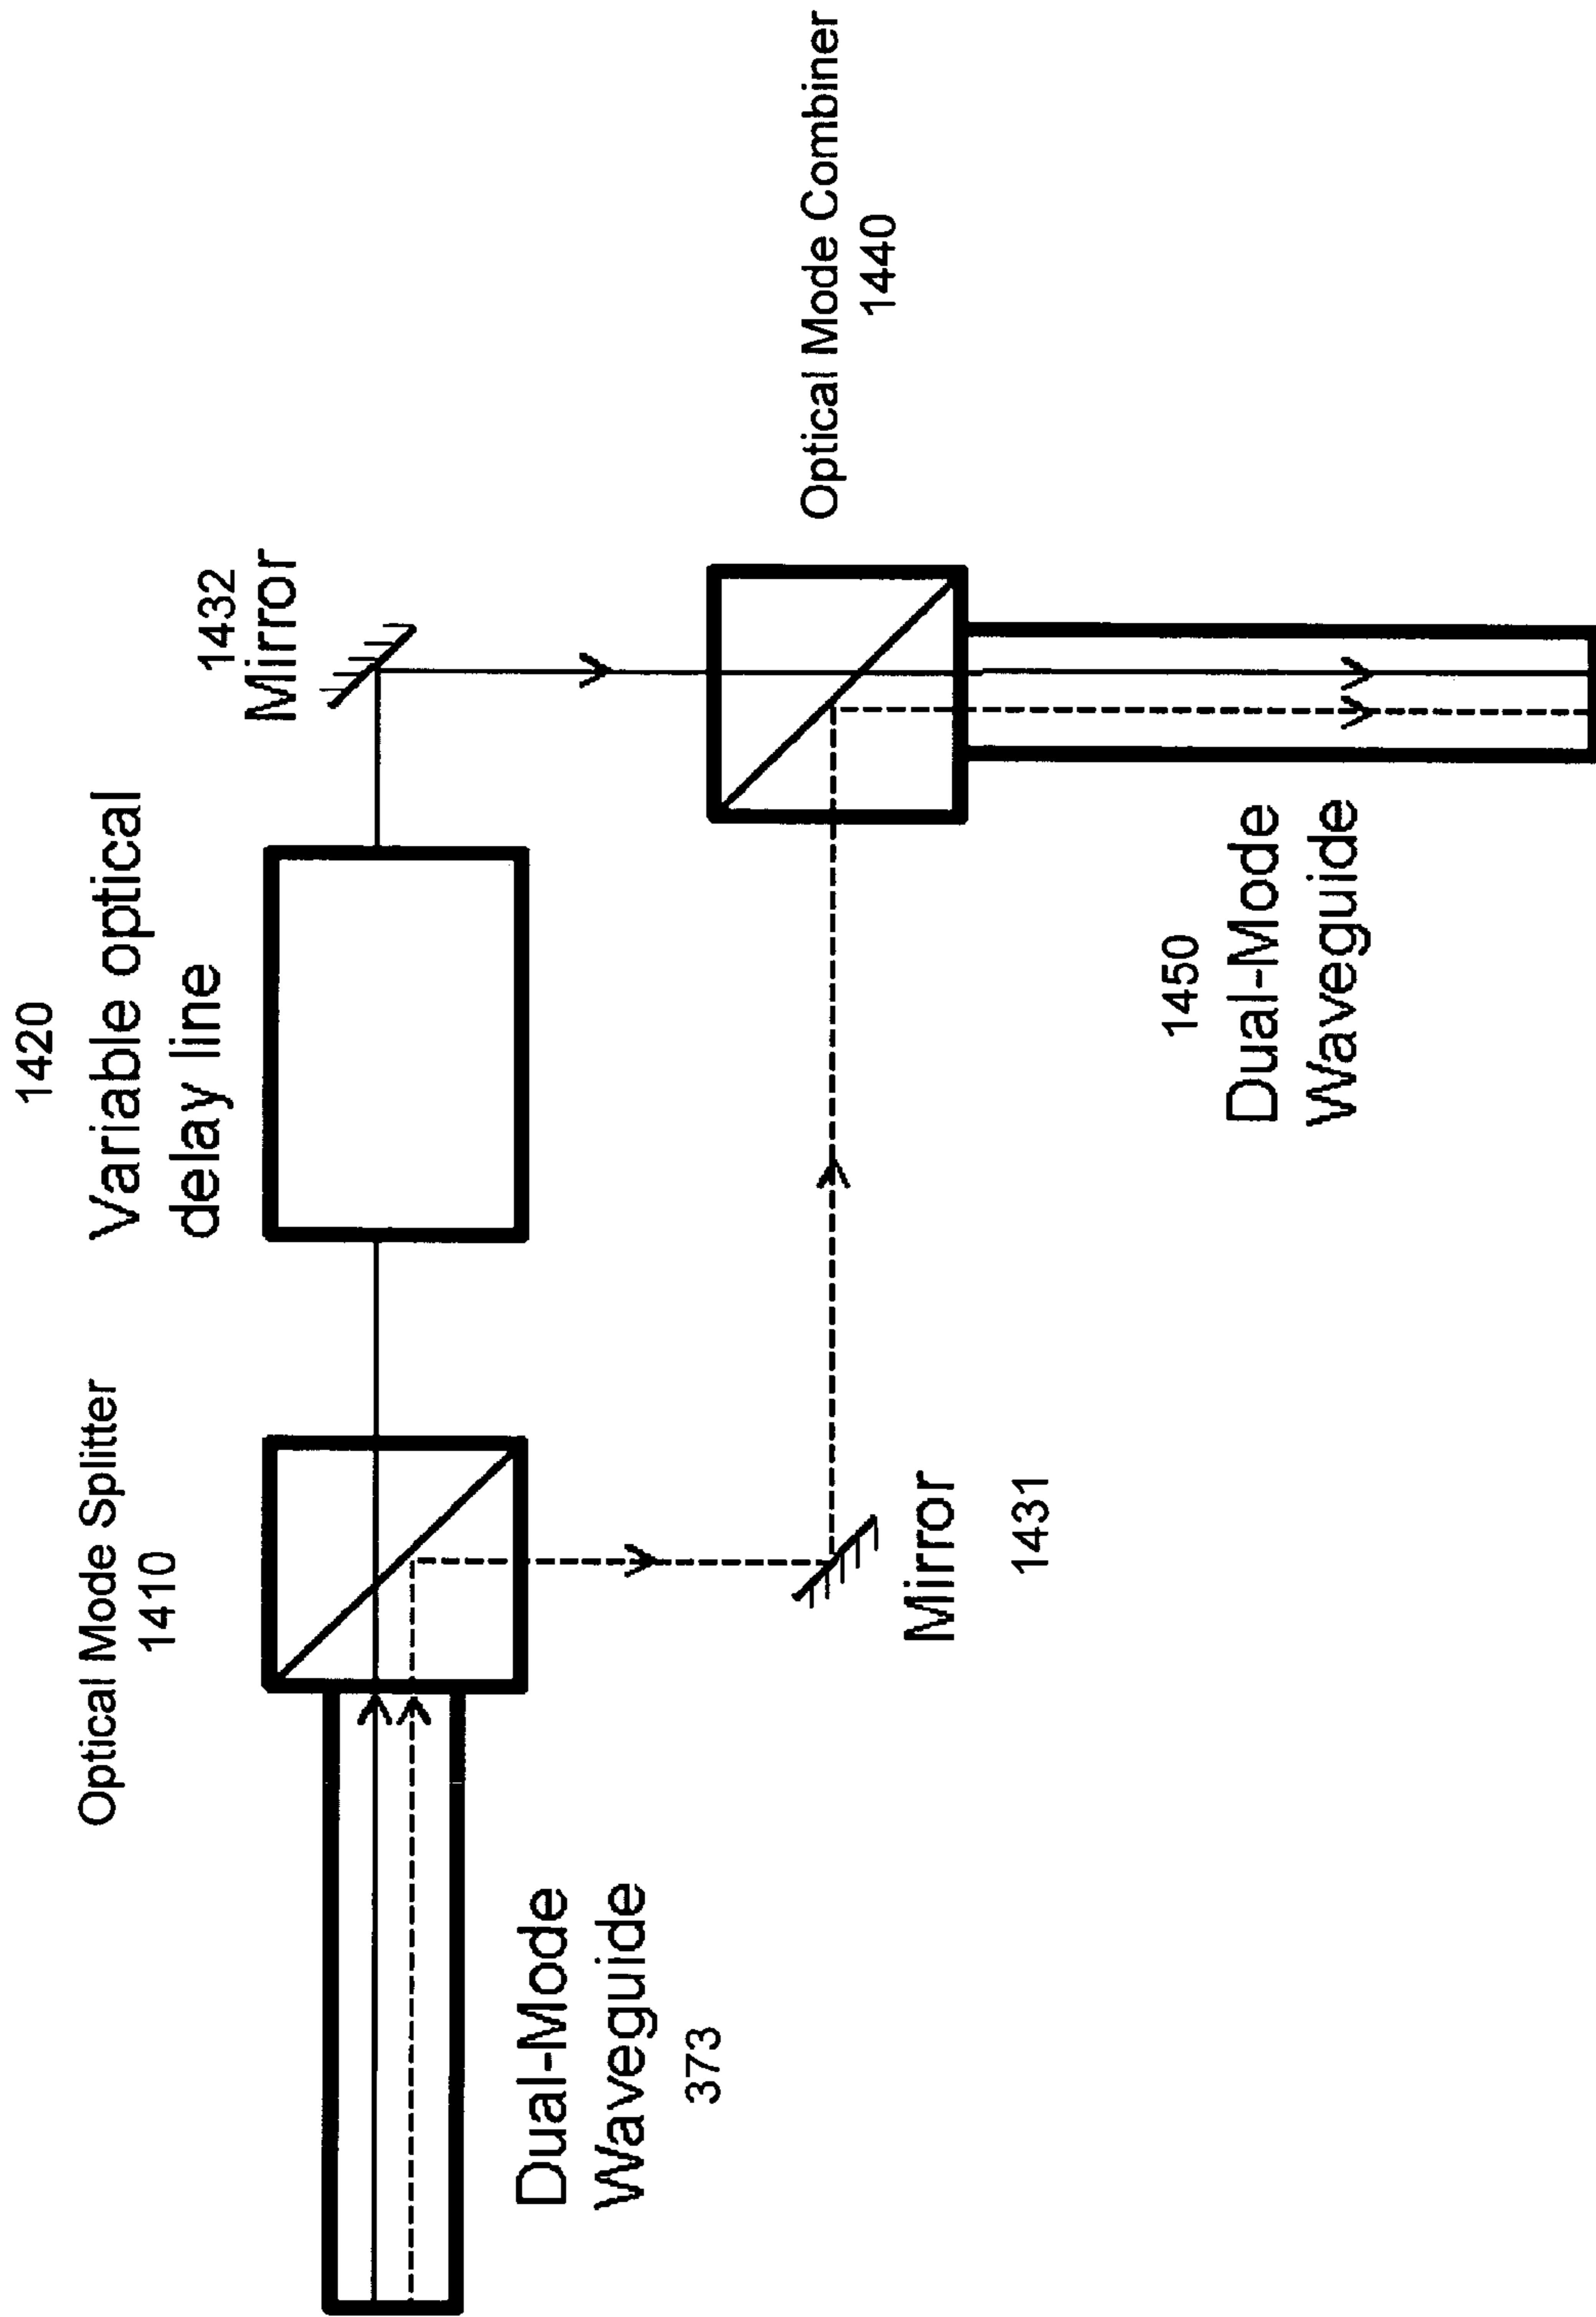 1420
Variable optical
delay line
Optical Mode Splitter
1410
1432
Mirror
Dual-Mode
Waveguide
373
Mirror
1431
Optical Mode Combiner
1440
1450
Dual-Mode
Waveguide